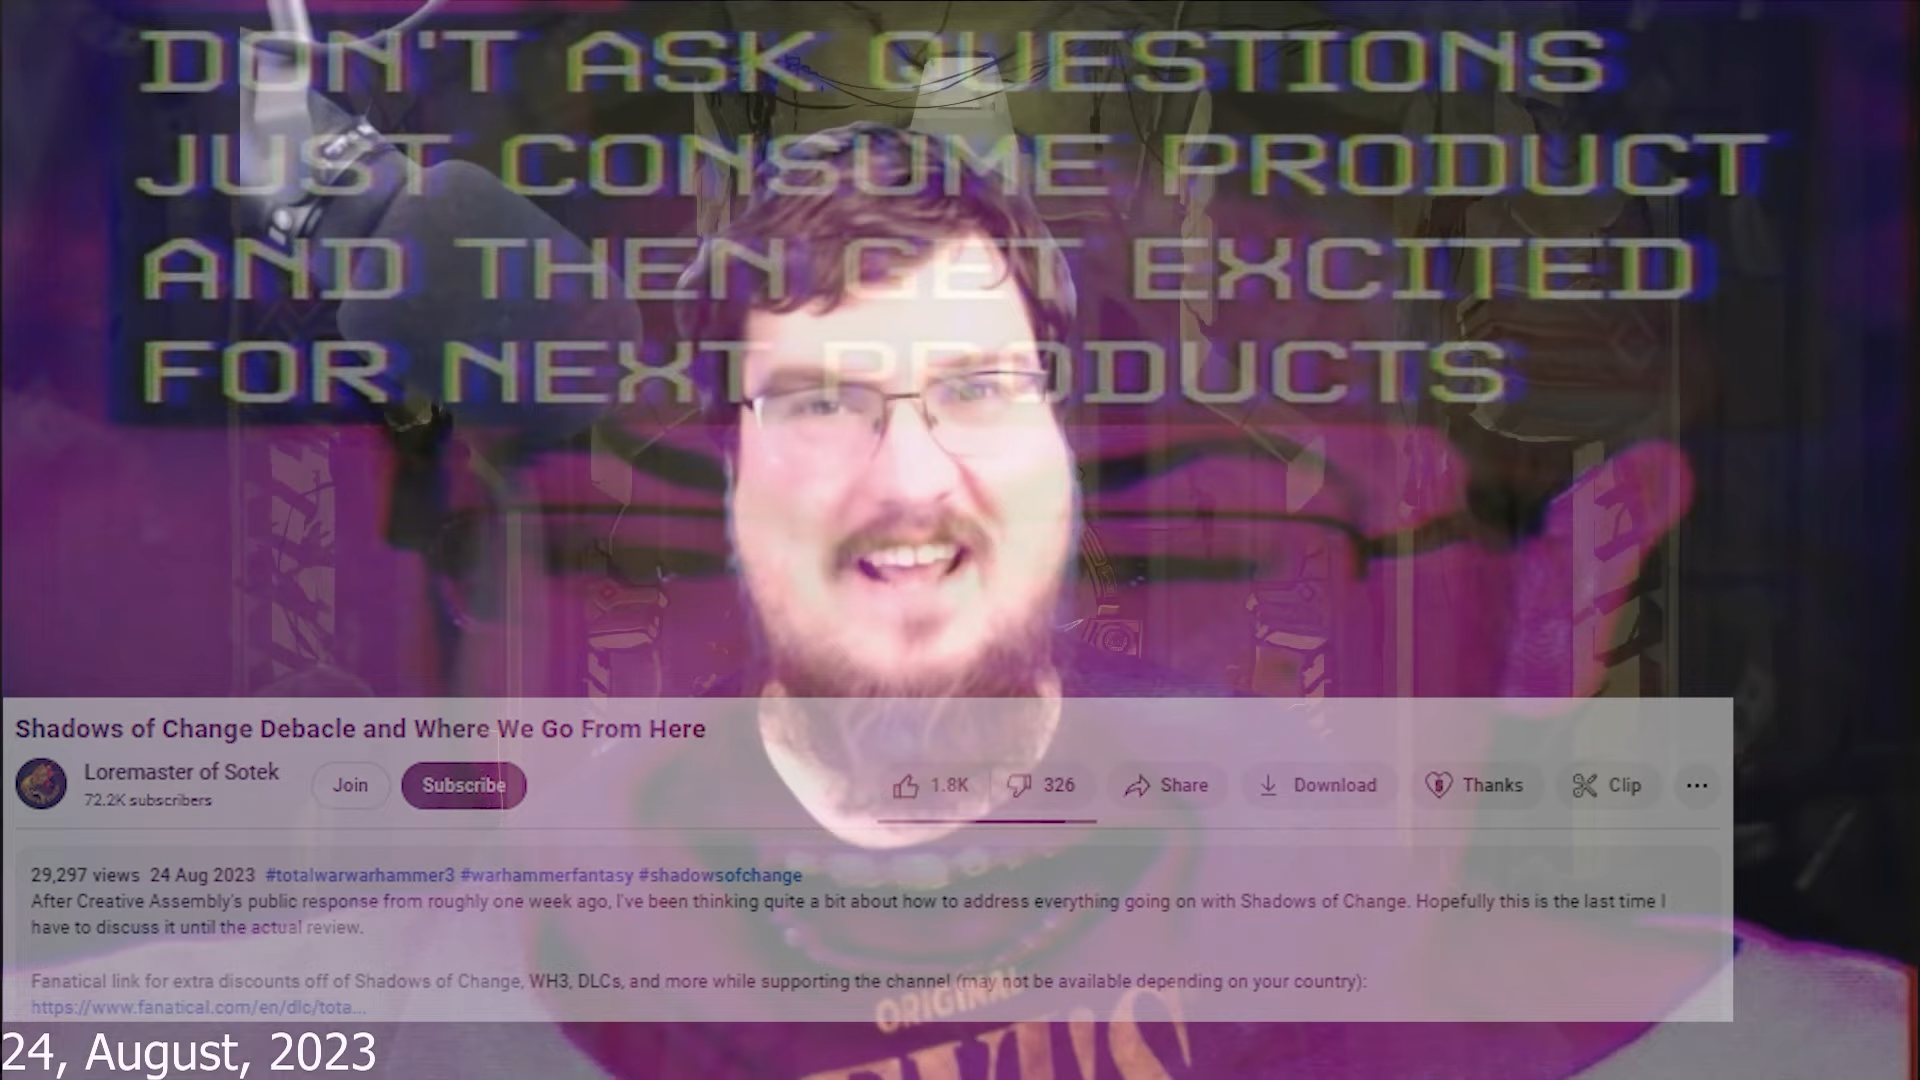 DON'T ASK QUESTIONS
JUST CONSUME PRODUCT
AND THEN GET EXCITED
FOR NEXT PRODUCTS
Shadows of Change Debacle and Where We Go From Here
Loremaster of Sotek
72.2K subscribers
Join
Subscribe
1.8K
326
Share
Download
Thanks
Clip
29,297 views 24 Aug 2023 #totalwarwarhammer3 #warhammerfantasy #shadowsofchange
After Creative Assembly's public response from roughly one week ago, I've been thinking quite a bit about how to address everything going on with Shadows of Change. Hopefully this is the last time I
have to discuss it until the actual review.
Fanatical link for extra discounts off of Shadows of Change, WH3, DLCs, and more while supporting the channel (may not be available depending on your country):
https://www.fanatical.com/en/dlc/tota...
ORIGINAL
24, August, 2023